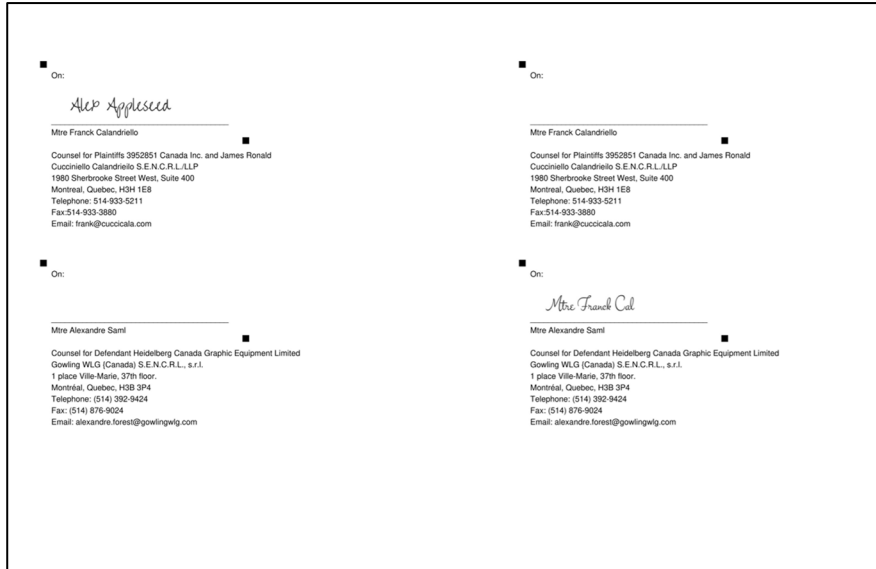 On:
Alex Appleseed
Mtre Franck Calandriello
Counsel for Plaintiffs 3952851 Canada Inc. and James Ronald
Cucciniello Calandrieilo S.E.N.C.R.L./LLP
1980 Sherbrooke Street West, Suite 400
Montreal, Quebec, H3H 1E8
Telephone: 514-933-5211
Fax:514-933-3880
Email: frank@cuccicala.com
On:
Mtre Alexandre Saml
Counsel for Defendant Heidelberg Canada Graphic Equipment Limited
Gowling WLG {Canada) S.E.N.C.R.L., s.r.l.
1 place Ville-Marie, 37th floor.
Montréal, Quebec, H3B 3P4
Telephone: (514) 392-9424
Fax: (514) 876-9024
Email: alexandre.forest@gowlingwlg.com
On:
Mtre Franck Calandriello
Counsel for Plaintiffs 3952851 Canada Inc. and James Ronald
Cucciniello Calandrieilo S.E.N.C.R.L./LLP
1980 Sherbrooke Street West, Suite 400
Montreal, Quebec, H3H 1E8
Telephone: 514-933-5211
Fax:514-933-3880
Email: frank@cuccicala.com
On:
Mtre Franck Cal
Mtre Alexandre Saml
Counsel for Defendant Heidelberg Canada Graphic Equipment Limited
Gowling WLG {Canada) S.E.N.C.R.L., s.r.l.
1 place Ville-Marie, 37th floor.
Montréal, Quebec, H3B 3P4
Telephone: (514) 392-9424
Fax: (514) 876-9024
Email: alexandre.forest@gowlingwlg.com